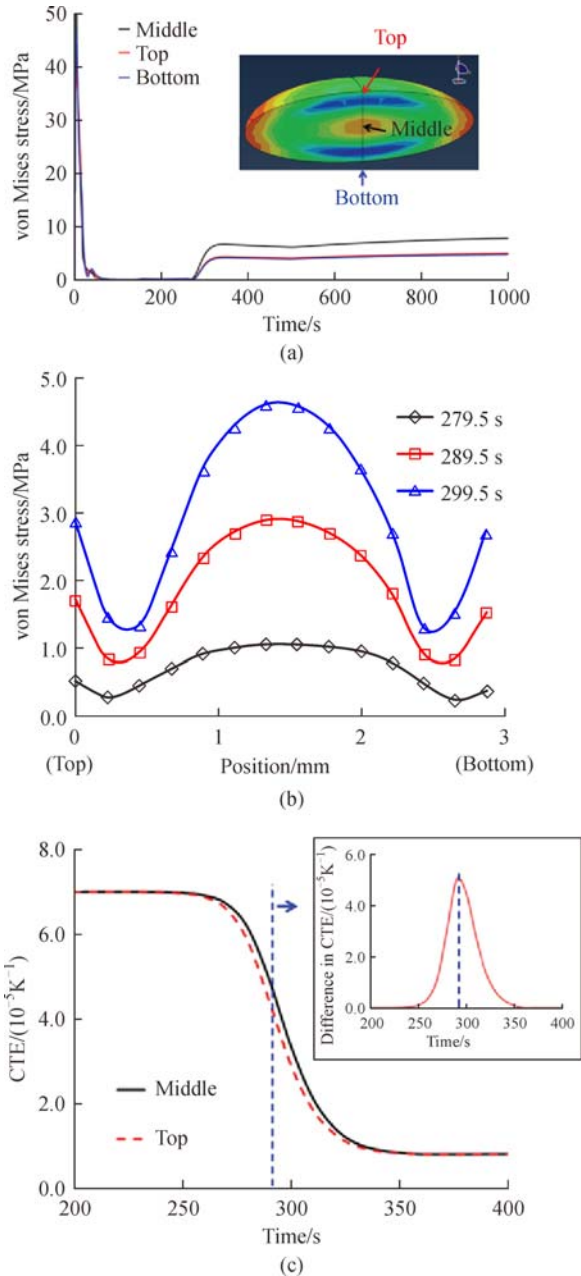 50
40
30
20
10
0
von Mises stress/MPa
Middle
Top
Bottom
Top
Middle
Bottom
0
200
400
600
800
1000
Time/s
(a)
5.0
4.0
3.0
2.0
1.0
0.0
von Mises stress/MPa
279.5 s
289.5 s
299.5 s
0
1
2
3
(Top)
Position/mm
(Bottom)
(b)
8.0
6.0
4.0
2.0
0.0
CTE/(10⁻⁵K⁻¹)
Middle
Top
6.0
4.0
2.0
0.0
Difference in CTE/(10⁻⁵K⁻¹)
200
250
300
350
400
Time/s
200
250
300
350
400
Time/s
(c)